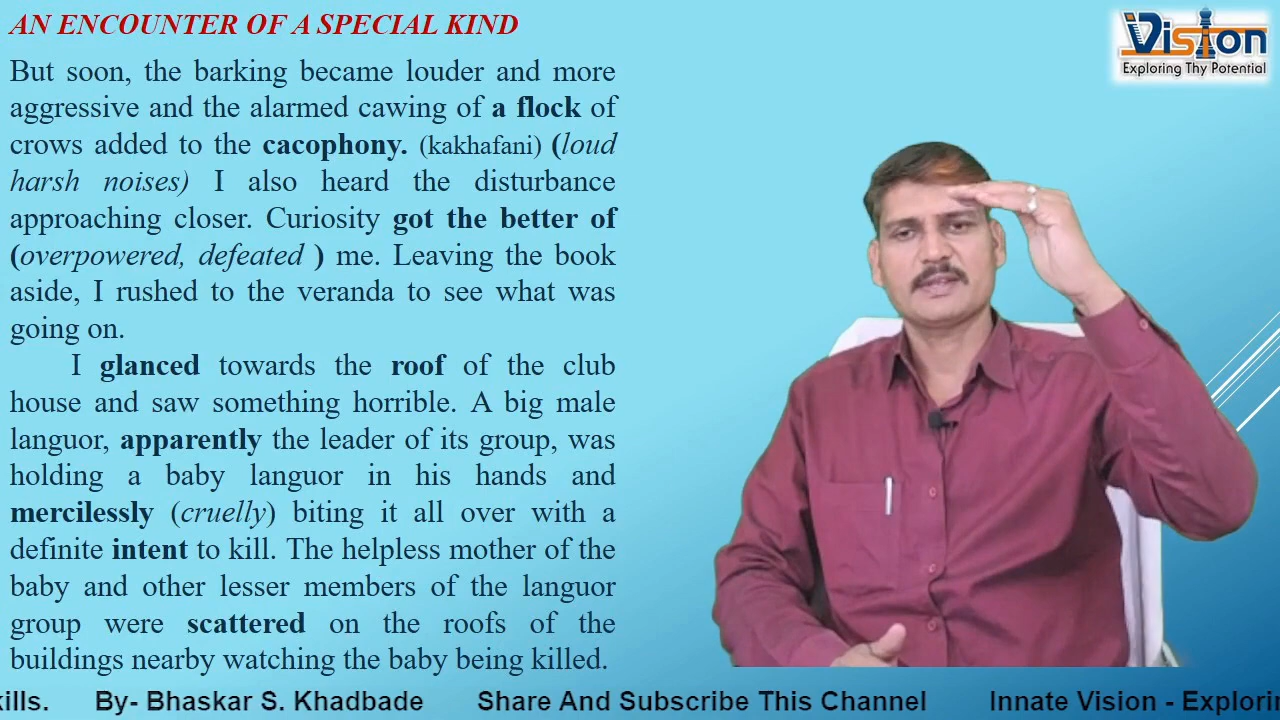 AN ENCOUNTER OF A SPECIAL KIND
But soon, the barking became louder and more
aggressive and the alarmed cawing of a flock of
crows added to the cacophony. (kakhafani) (loud
harsh noises) I also heard the disturbance
approaching closer. Curiosity got the better of
(overpowered, defeated ) me. Leaving the book
aside, I rushed to the veranda to see what was
going on.
I glanced towards the roof of the club
house and saw something horrible. A big male
languor, apparently the leader of its group, was
holding a baby languor in his hands and
mercilessly (cruelly) biting it all over with a
definite intent to kill. The helpless mother of the
baby and other lesser members of the languor
group were scattered on the roofs of the
buildings nearby watching the baby being killed.
iVision
Exploring Thy Potential
kills. By- Bhaskar S. Khadbade Share And Subscribe This Channel Innate Vision - Explori